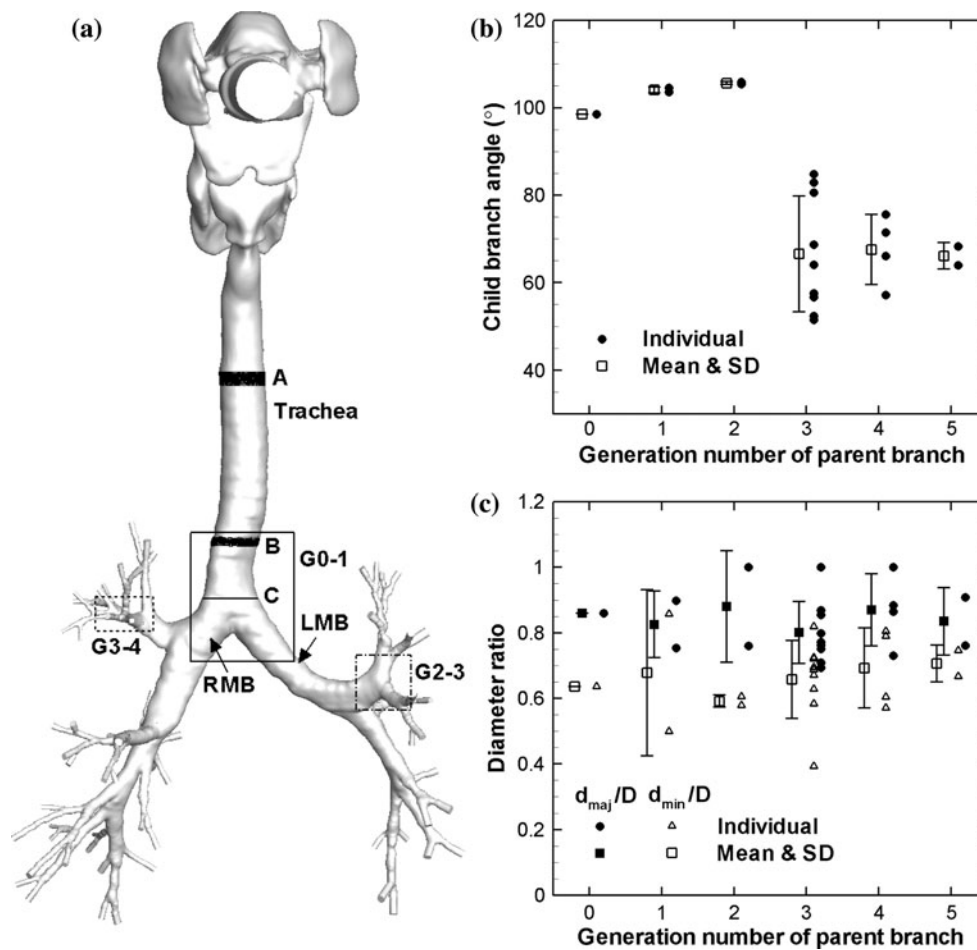 (a)
A
Trachea
B
G0-1
C
LMB
G3-4
G2-3
RMB
(b)
Child branch angle (°)
100
80
60
40
Individual
Mean & SD
0 1 2 3 4 5
Generation number of parent branch
(c)
Diameter ratio
1.2
1
0.8
0.6
0.4
0.2
0
dmaj/D dmin/D
Individual
Mean & SD
0 1 2 3 4 5
Generation number of parent branch